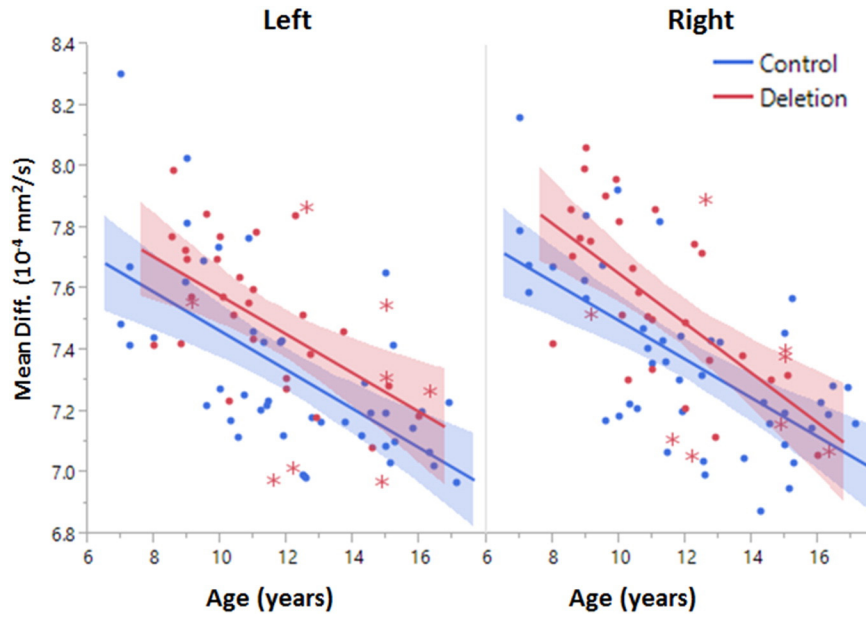 Left Right
8.4
8.2
8.0
7.8
7.6
7.4
7.2
7.0
6.8
Mean Diff. (10⁻⁴ mm²/s)
Control
Deletion
6 8 10 12 14 16 6 8 10 12 14 16
Age (years) Age (years)